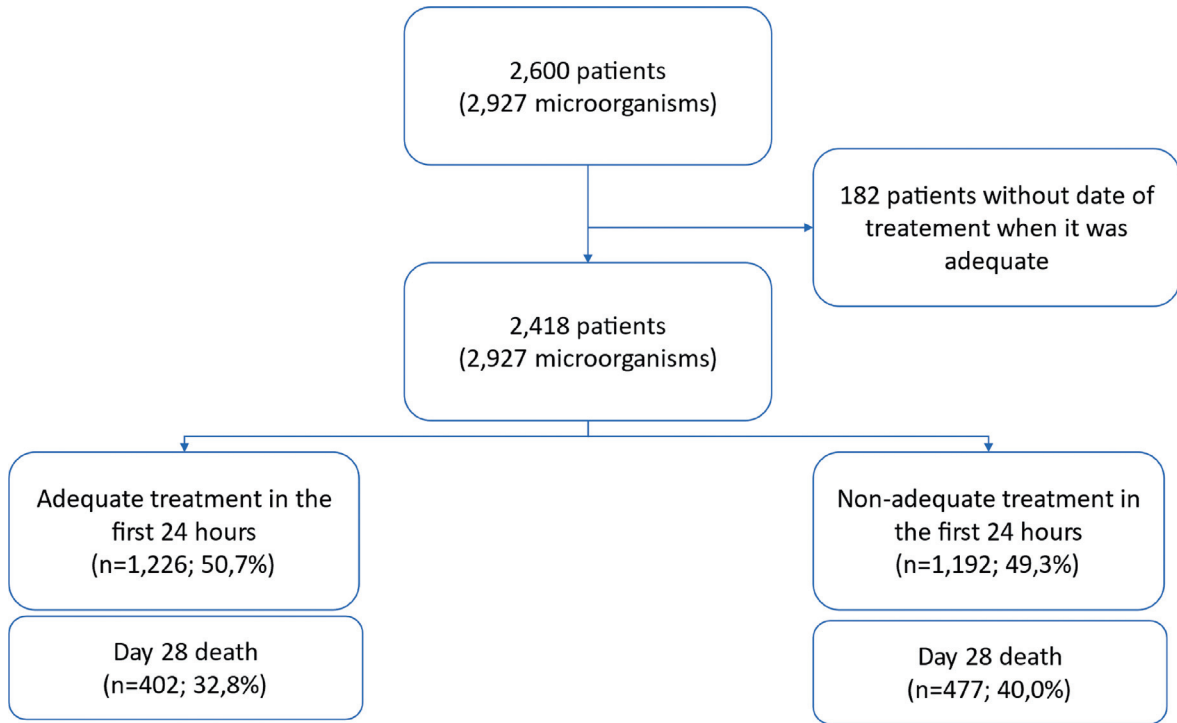 2,600 patients
(2,927 microorganisms)
182 patients without date of
treatement when it was
adequate
2,418 patients
(2,927 microorganisms)
Adequate treatment in the
first 24 hours
(n=1,226; 50,7%)
Non-adequate treatment in
the first 24 hours
(n=1,192; 49,3%)
Day 28 death
(n=402; 32,8%)
Day 28 death
(n=477; 40,0%)